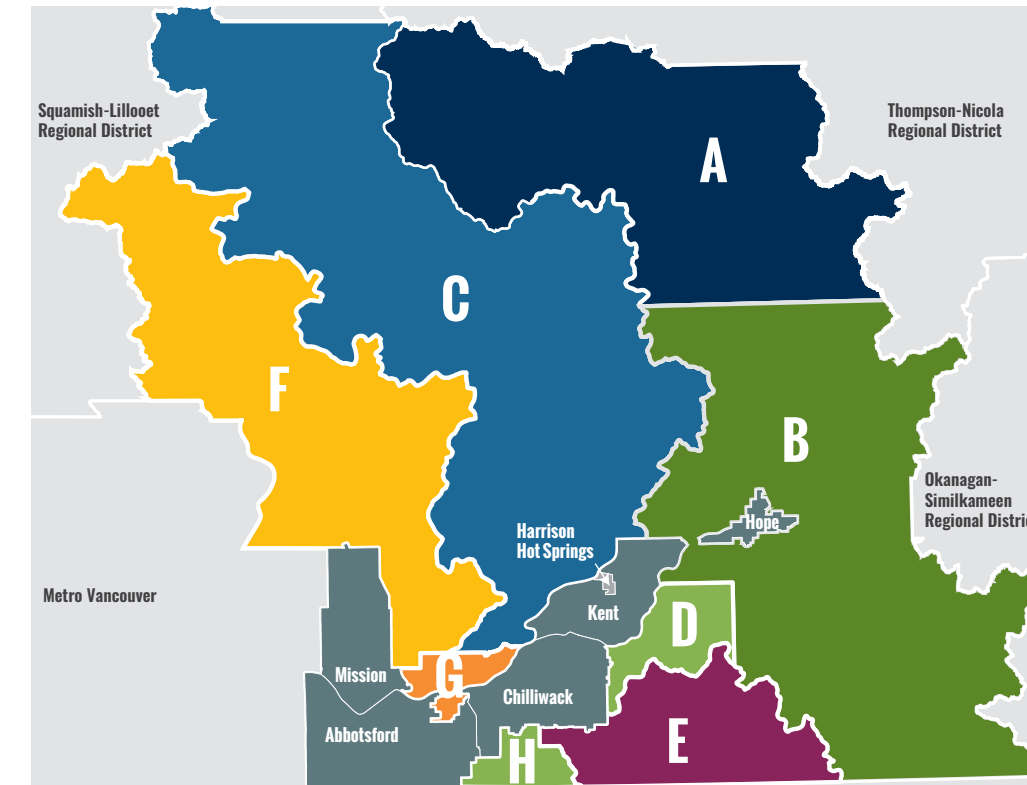 Squamish-Lillooet
Regional District
Thompson-Nicola
Regional District
A
C
F
B
Okanagan-
Similkameen
Regional Distri
Hope
Harrison
Hot Springs
Metro Vancouver
Kent
D
Mission
G
Chilliwack
Abbotsford
E
H